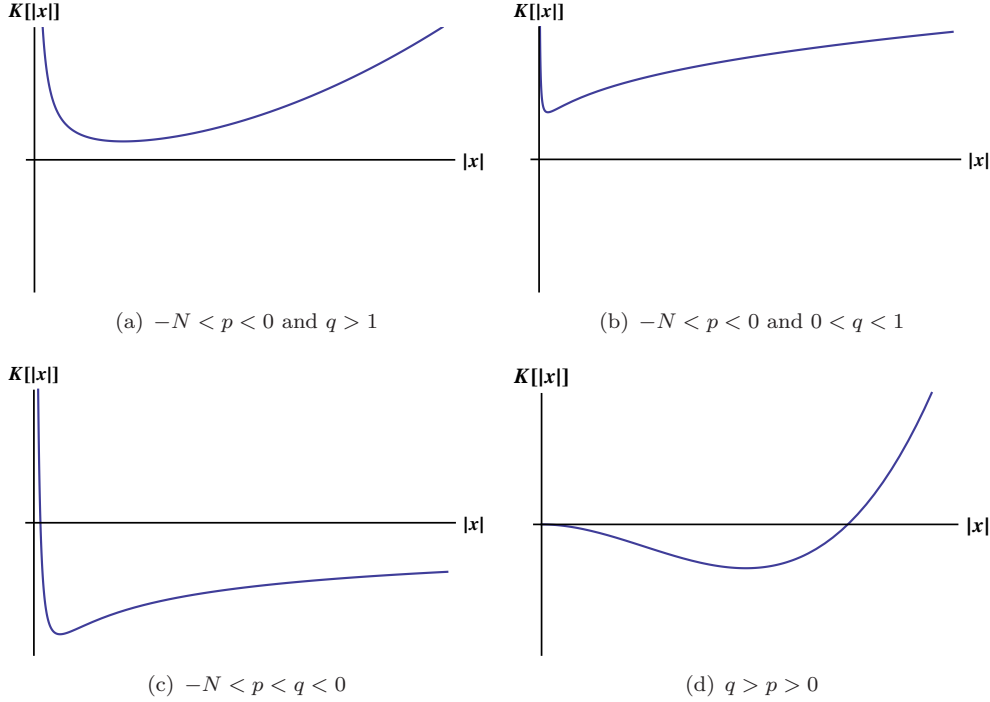 K[|x|]
|x|
(a) −N < p < 0 and q > 1
K[|x|]
|x|
(b) −N < p < 0 and 0 < q < 1
K[|x|]
|x|
(c) −N < p < q < 0
K[|x|]
|x|
(d) q > p > 0